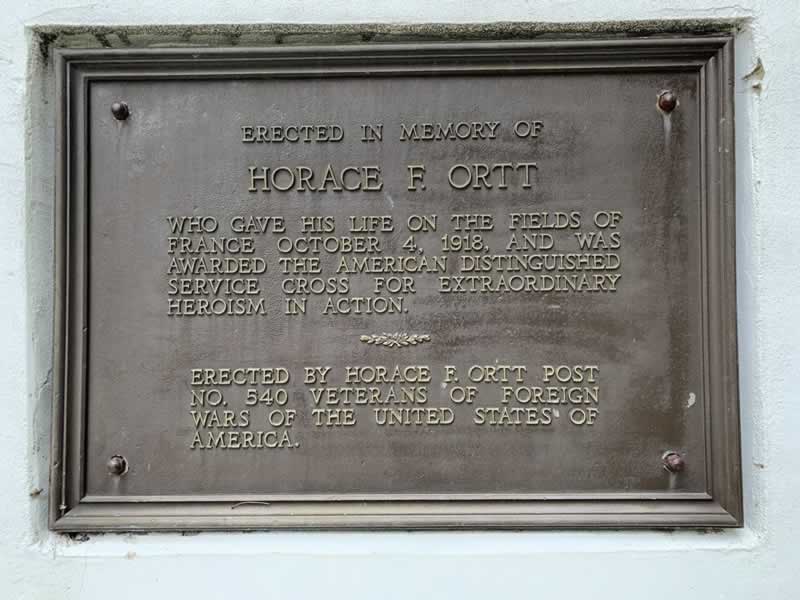 ERECTED IN MEMORY OF
HORACE F. ORTT
WHO GAVE HIS LIFE ON THE FIELDS OF
FRANCE, OCTOBER 4, 1918, AND WAS
AWARDED THE AMERICAN DISTINGUISHED
SERVICE CROSS FOR EXTRAORDINARY
HEROISM IN ACTION.
ERECTED BY HORACE F. ORTT POST
NO. 540 VETERANS OF FOREIGN
WARS OF THE UNITED STATES OF
AMERICA.